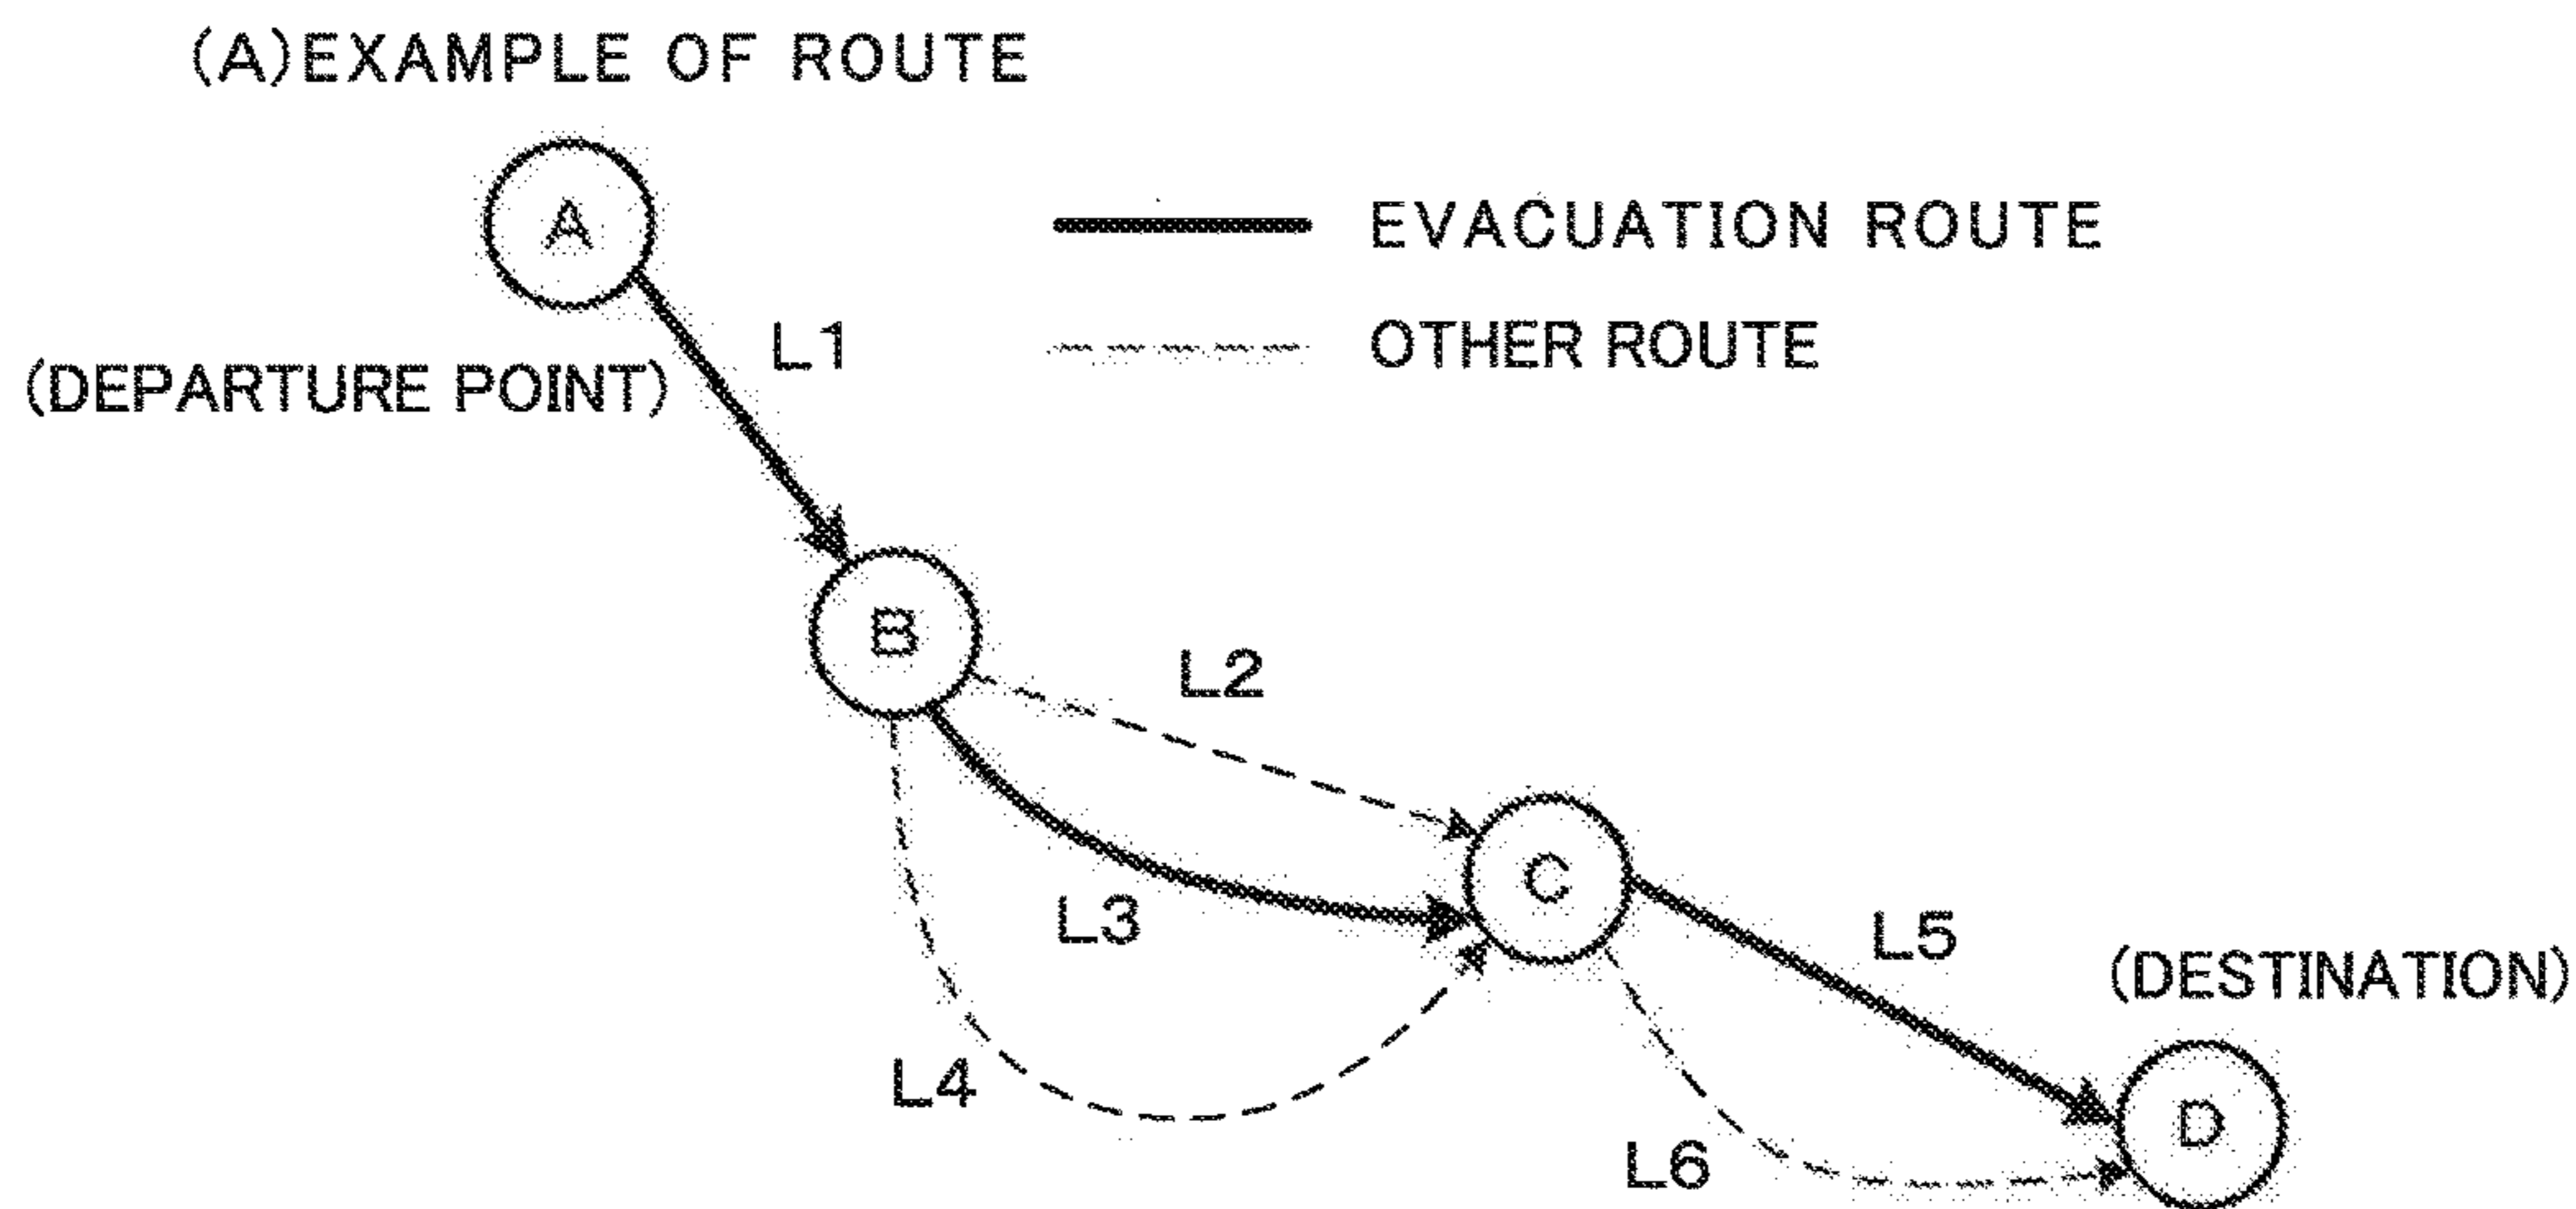 (A)EXAMPLE OF ROUTE
A
EVACUATION ROUTE
L1
OTHER ROUTE
(DEPARTURE POINT)
B
L2
C
L3
L5
(DESTINATION)
L4
D
L6